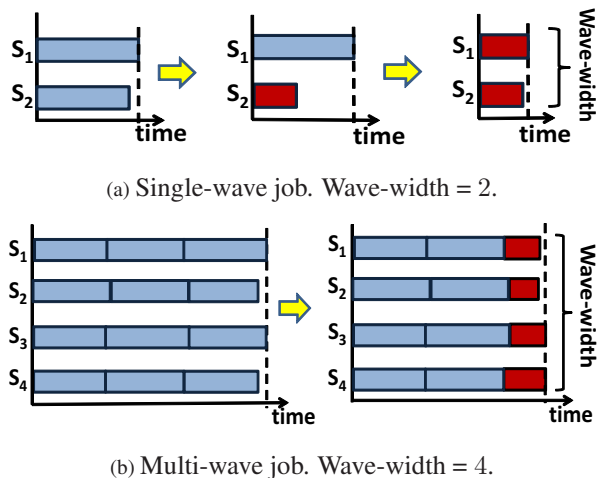 S1
S2
time
S1
S2
time
S1
S2
time
Wave-width
(a) Single-wave job. Wave-width = 2.
S1
S2
S3
S4
time
S1
S2
S3
S4
time
Wave-width
(b) Multi-wave job. Wave-width = 4.